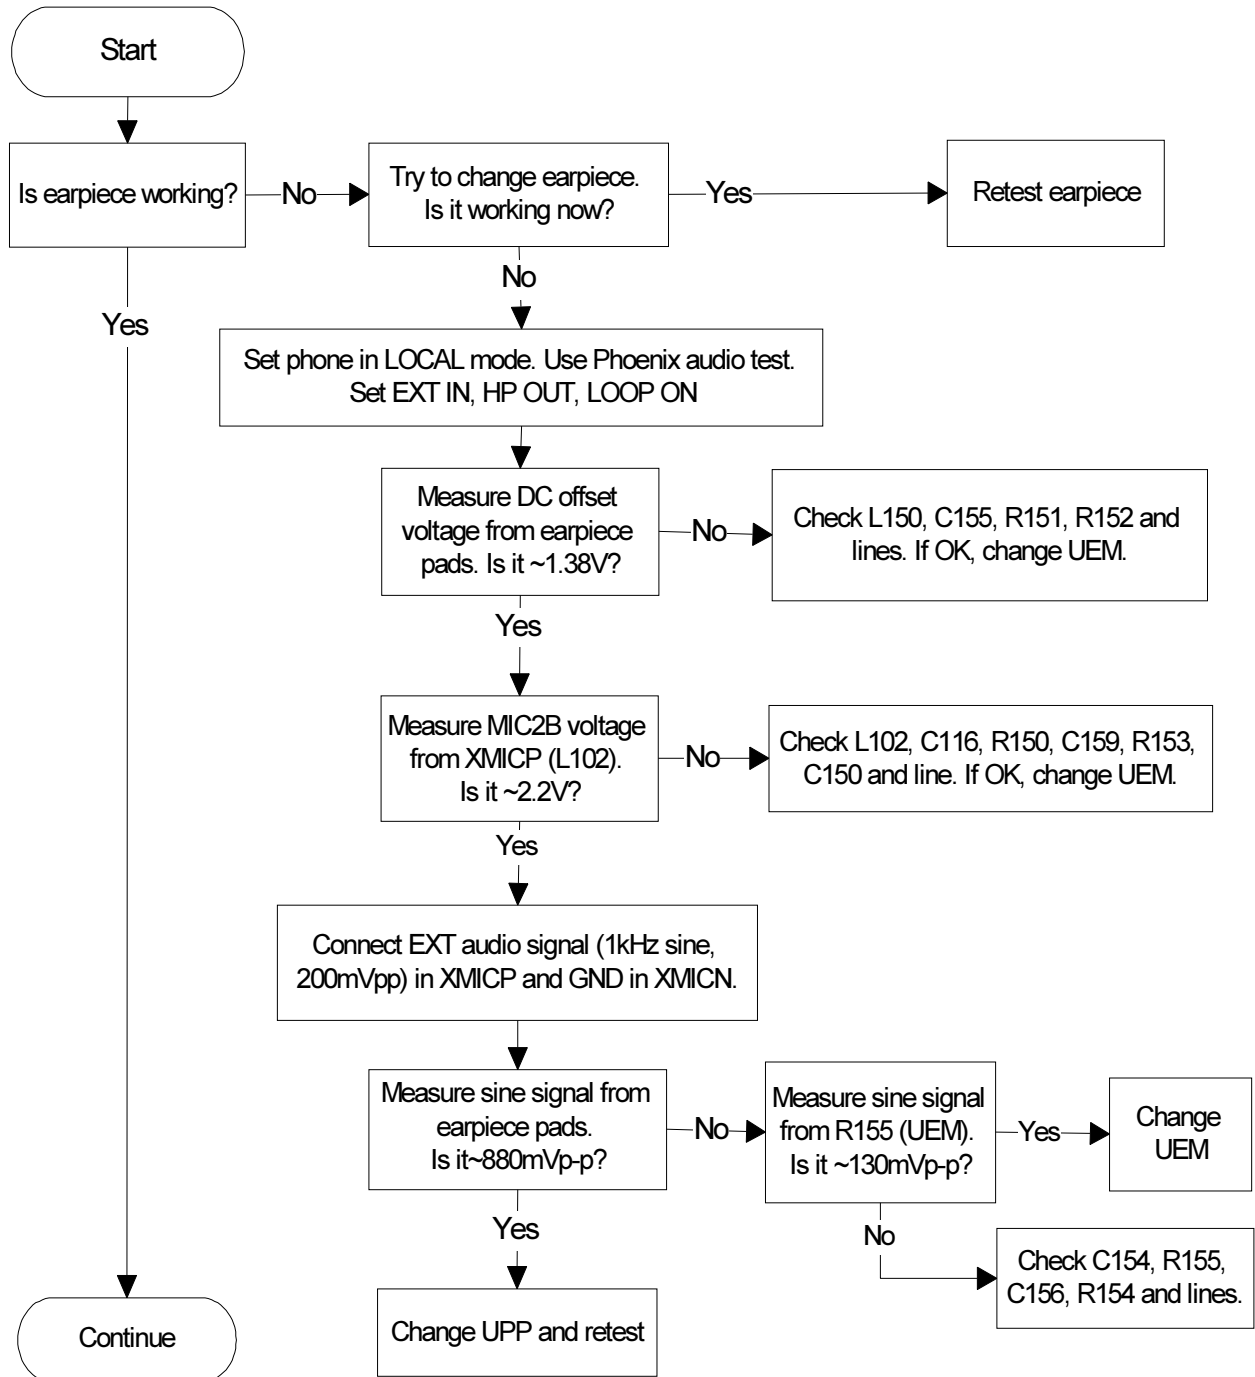 Start
Is earpiece working?
No
Try to change earpiece.
Is it working now?
Yes
Retest earpiece
No
Yes
Set phone in LOCAL mode. Use Phoenix audio test.
Set EXT IN, HP OUT, LOOP ON
Measure DC offset
voltage from earpiece
pads. Is it ~1.38V?
No
Check L150, C155, R151, R152 and
lines. If OK, change UEM.
Yes
Measure MIC2B voltage
from XMICP (L102).
Is it ~2.2V?
No
Check L102, C116, R150, C159, R153,
C150 and line. If OK, change UEM.
Yes
Connect EXT audio signal (1kHz sine,
200mVpp) in XMICP and GND in XMICN.
Measure sine signal from
earpiece pads.
Is it~880mVp-p?
No
Measure sine signal
from R155 (UEM).
Is it ~130mVp-p?
Yes
Change
UEM
Yes
No
Check C154, R155,
C156, R154 and lines.
Continue
Change UPP and retest